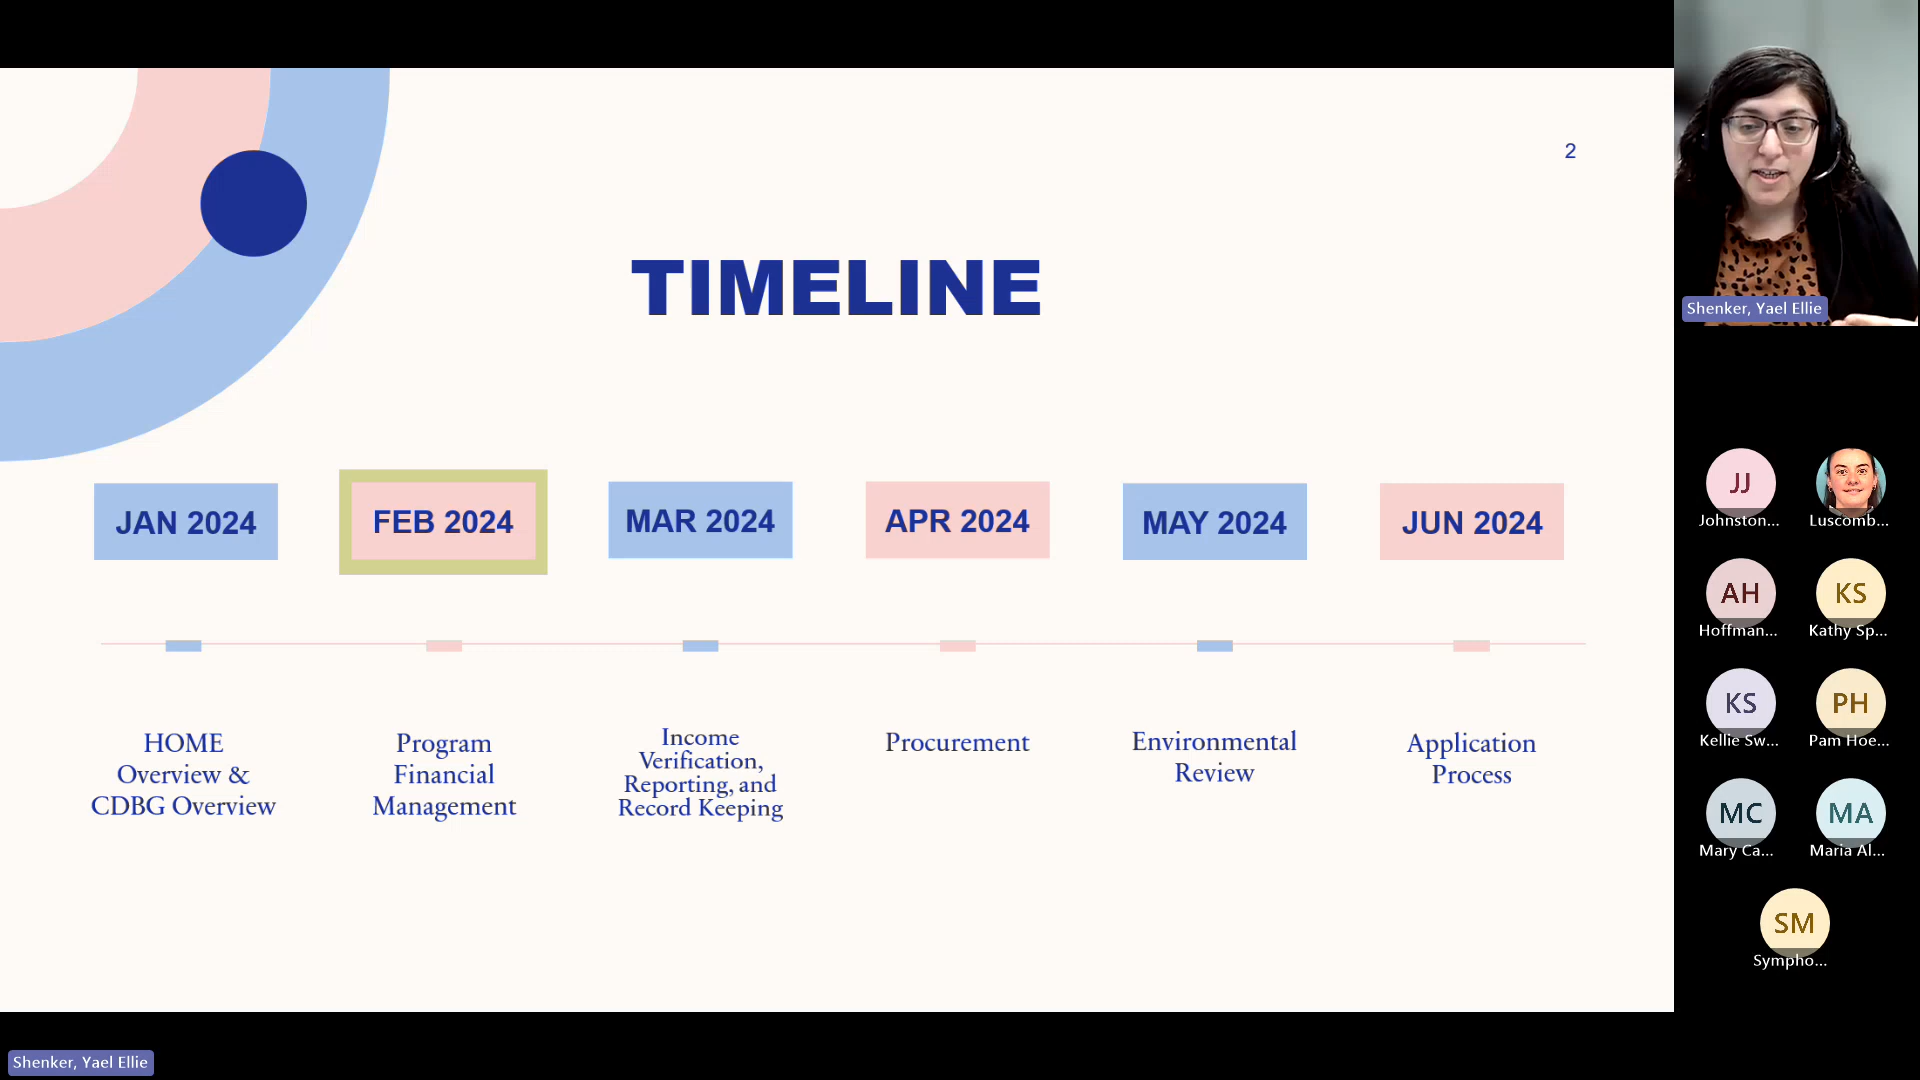 2
TIMELINE
JAN 2024
FEB 2024
MAR 2024
APR 2024
MAY 2024
JUN 2024
HOME
Overview &
CDBG Overview
Program
Financial
Management
Income
Verification,
Reporting, and
Record Keeping
Procurement
Environmental
Review
Application
Process
Shenker, Yael Ellie
JJ
Johnston...
Luscomb...
AH
Hoffman...
KS
Kathy Sp...
KS
Kellie Sw...
PH
Pam Hoe...
MC
Mary Ca...
MA
Maria Al...
SM
Sympho...
Shenker, Yael Ellie